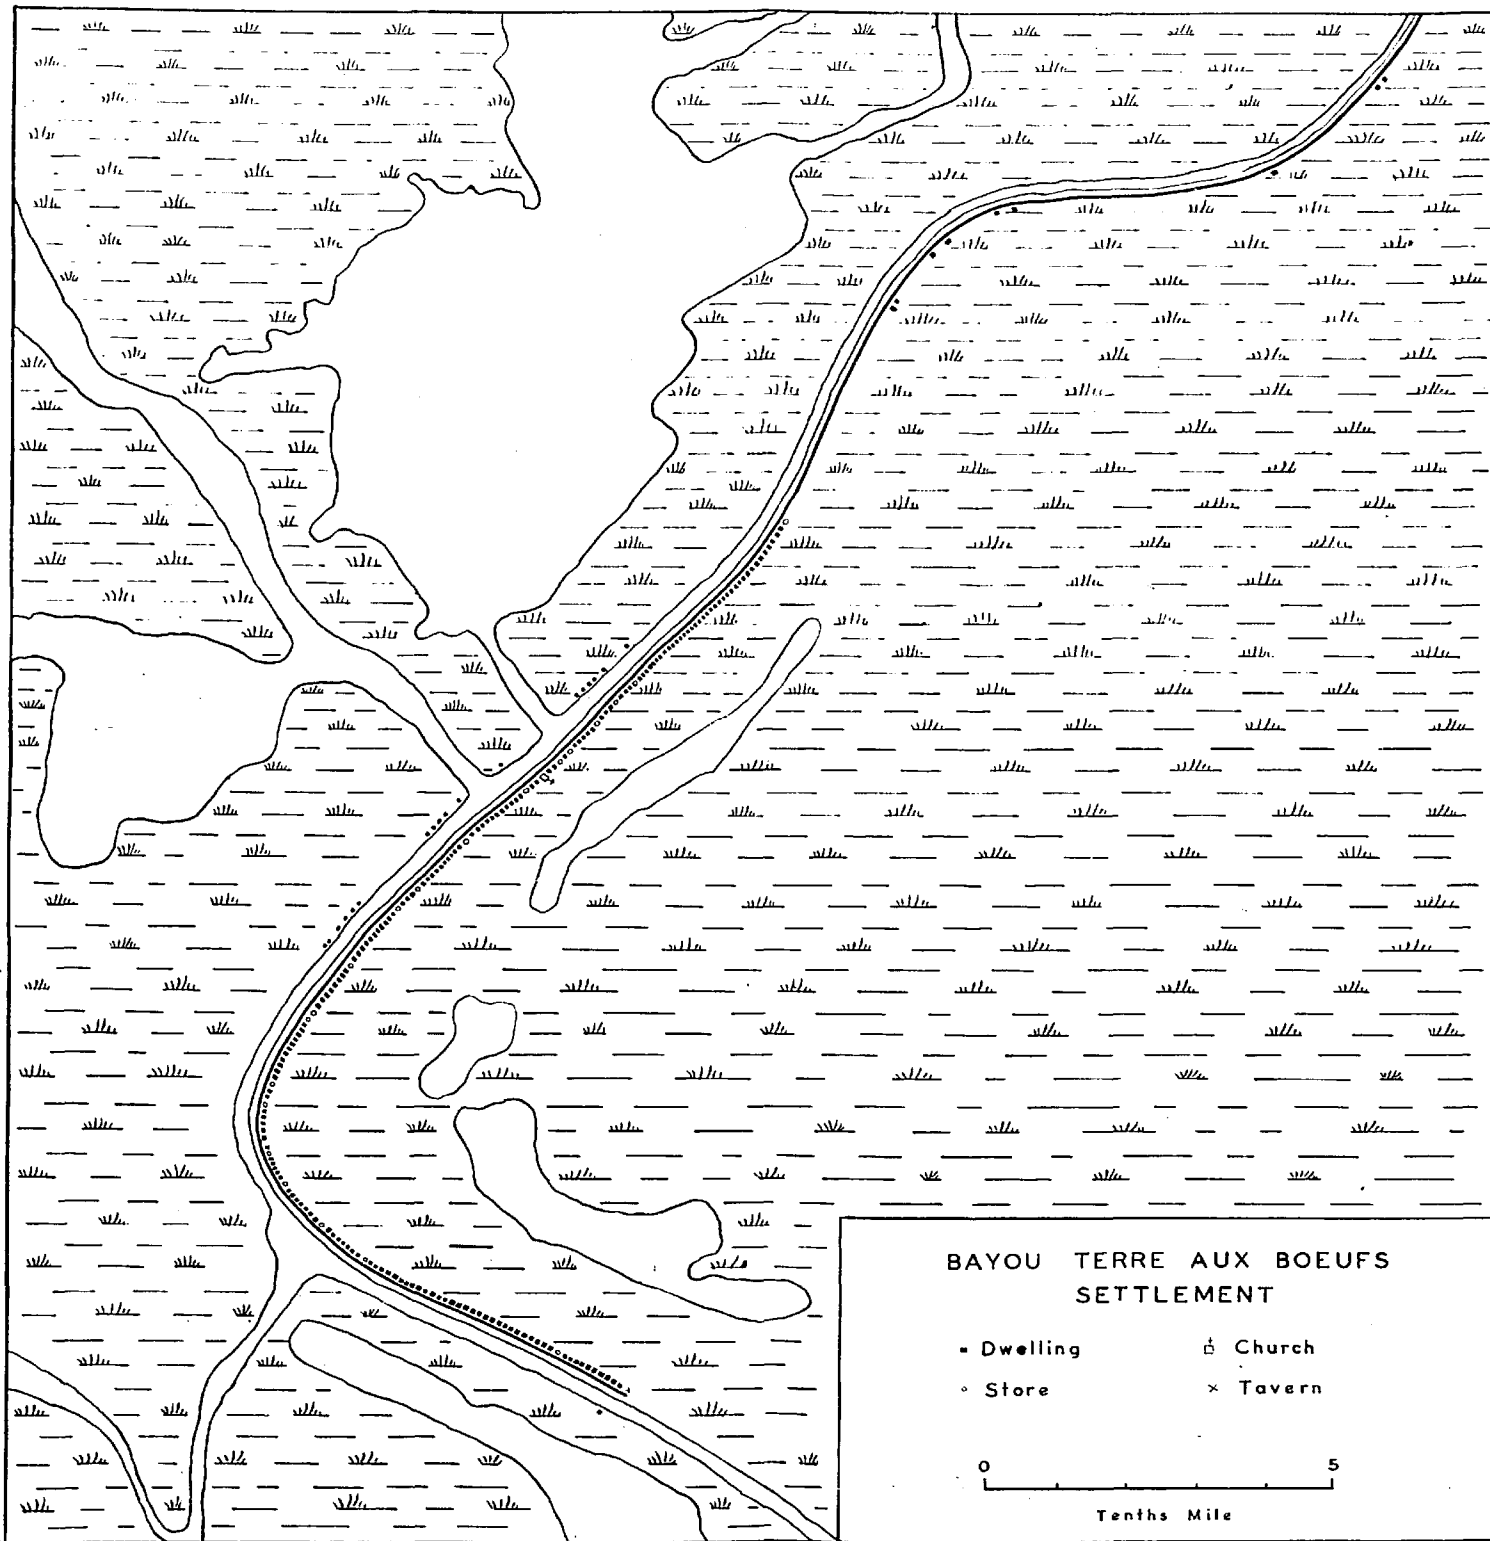 BAYOU TERRE AUX BOEUFS
SETTLEMENT
Dwelling
Church
Store
Tavern
0 5
Tenths Mile